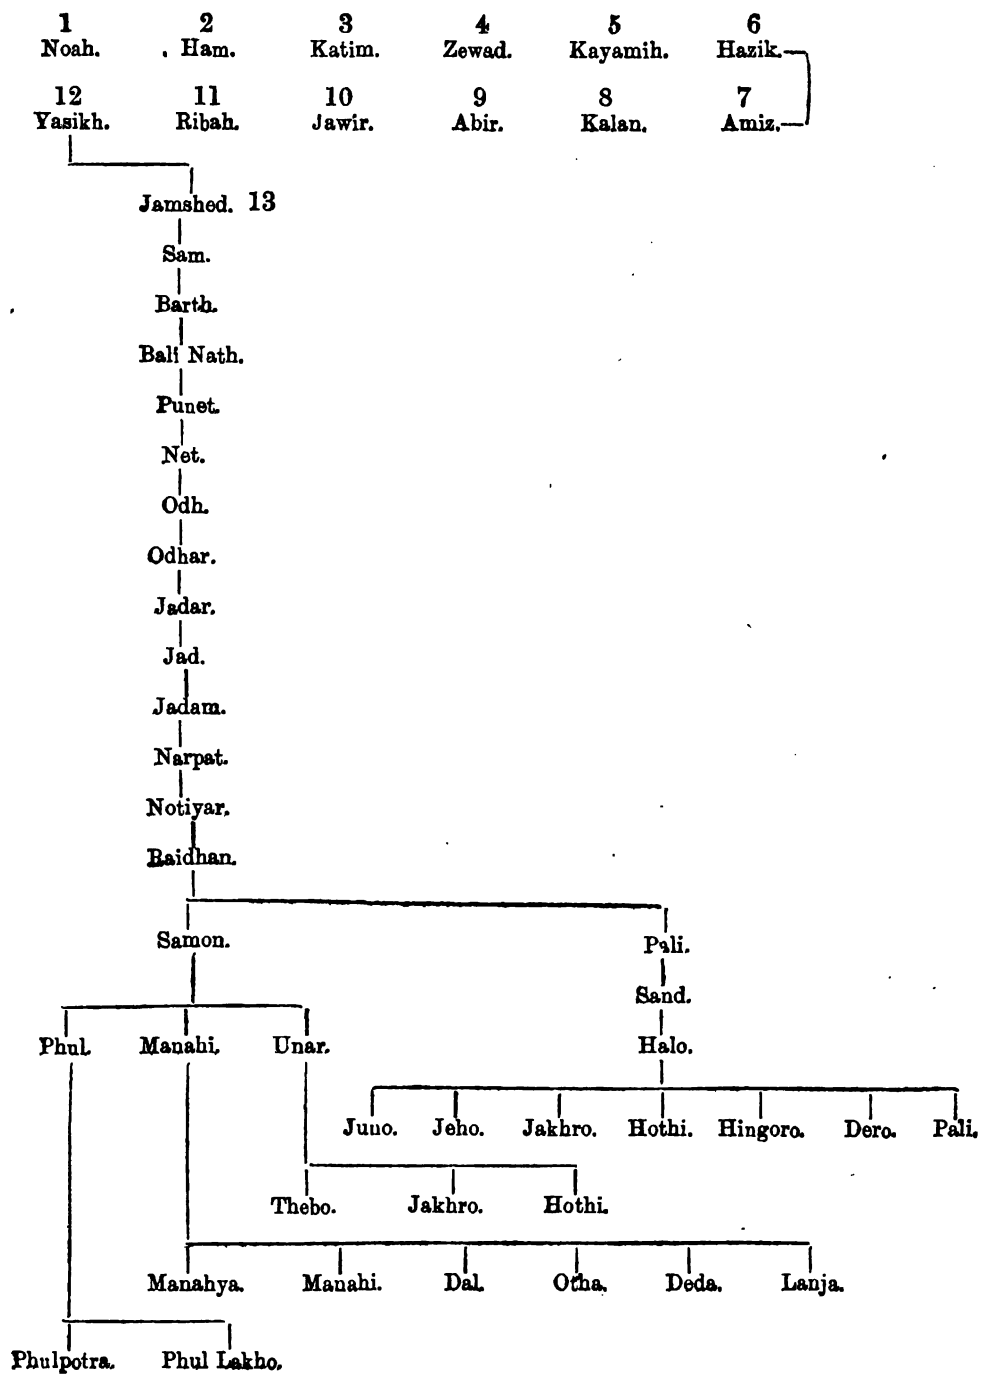 1 2 3 4 5 6
Noah. Ham. Katim. Zewad. Kayamih. Hazik.
12 11 10 9 8 7
Yasikh. Ribah. Jawir. Abir. Kalan. Amiz.
Jamshed. 13
Sam.
Barth.
Bali Nath.
Punet.
Net.
Odh.
Odhar.
Jadar.
Jad.
Jadam.
Narpat.
Notiyar.
Raidhan.
Samon. Pali.
Sand.
Phul. Manahi. Unar. Halo.
Juno. Jeho. Jakhro. Hothi. Hingoro. Dero. Pali.
Thebo. Jakhro. Hothi.
Manahya. Manahi. Dal. Otha. Deda. Lanja.
Phulpotra. Phul Lakho.